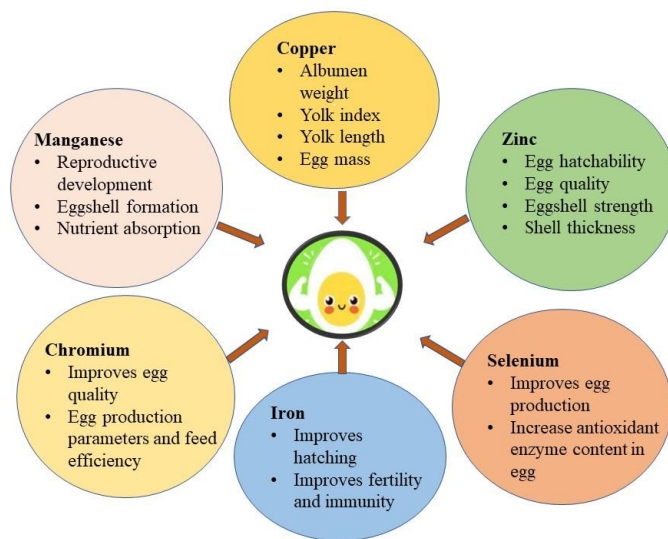 Copper
• Albumen
weight
• Yolk index
• Yolk length
• Egg mass
Manganese
• Reproductive
development
• Eggshell formation
• Nutrient absorption
Zinc
• Egg hatchability
• Egg quality
• Eggshell strength
• Shell thickness
Chromium
• Improves egg
quality
• Egg production
parameters and feed
efficiency
Iron
• Improves
hatching
• Improves fertility
and immunity
Selenium
• Improves egg
production
• Increase antioxidant
enzyme content in
egg